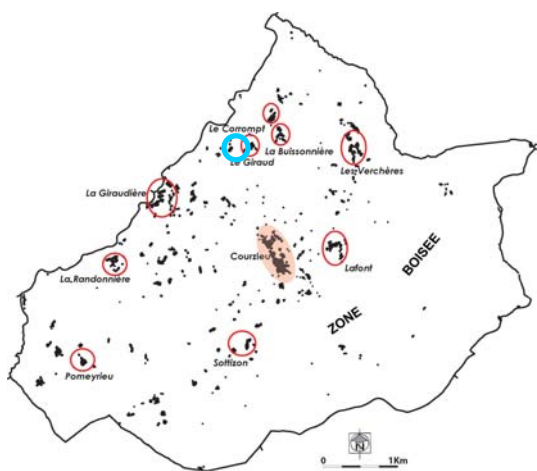 Le Corrompt
La Buissonnière
Le Giraud
Les Verchères
La Giraudière
Courzieu
Lafont
BOISEE
La Randonnière
ZONE
Sottizon
Pomeyrieu
N
0 1Km